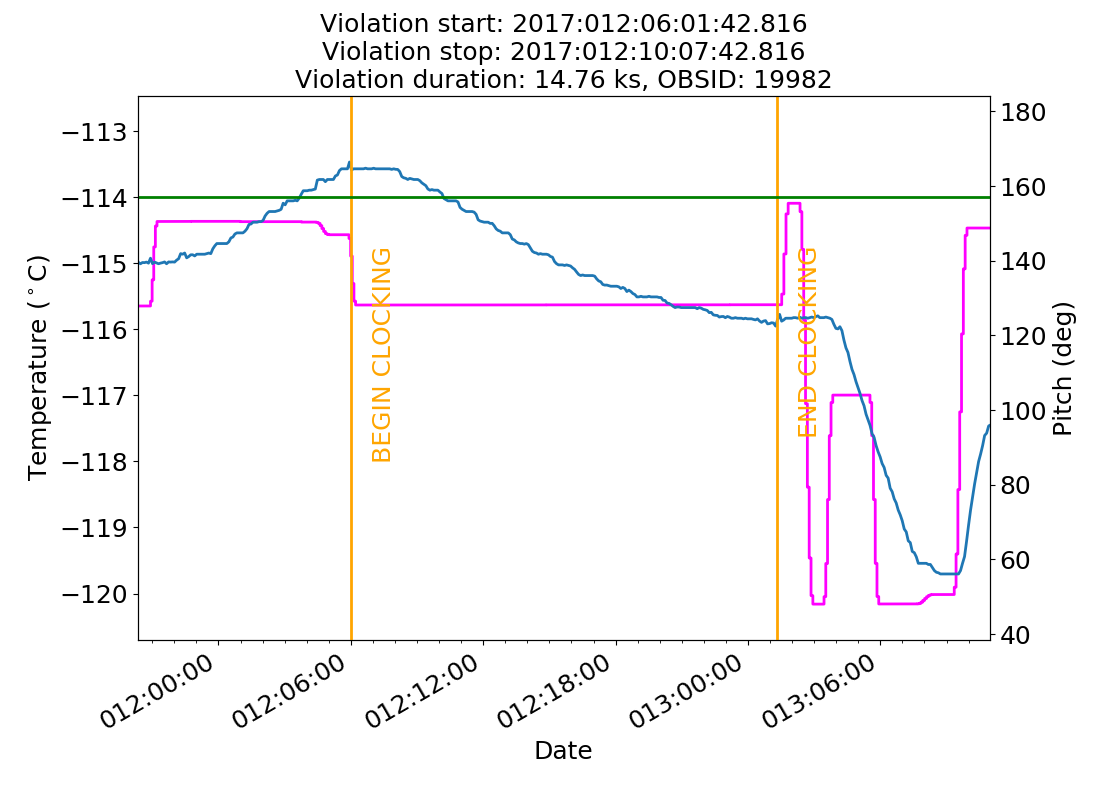 Violation start: 2017:012:06:01:42.816
Violation stop: 2017:012:10:07:42.816
Violation duration: 14.76 ks, OBSID: 19982
Temperature (°C)
−113
−114
−115
−116
−117
−118
−119
−120
BEGIN CLOCKING
END CLOCKING
180
160
140
120
100
80
60
40
Pitch (deg)
012:00:00
012:06:00
012:12:00
012:18:00
013:00:00
013:06:00
Date